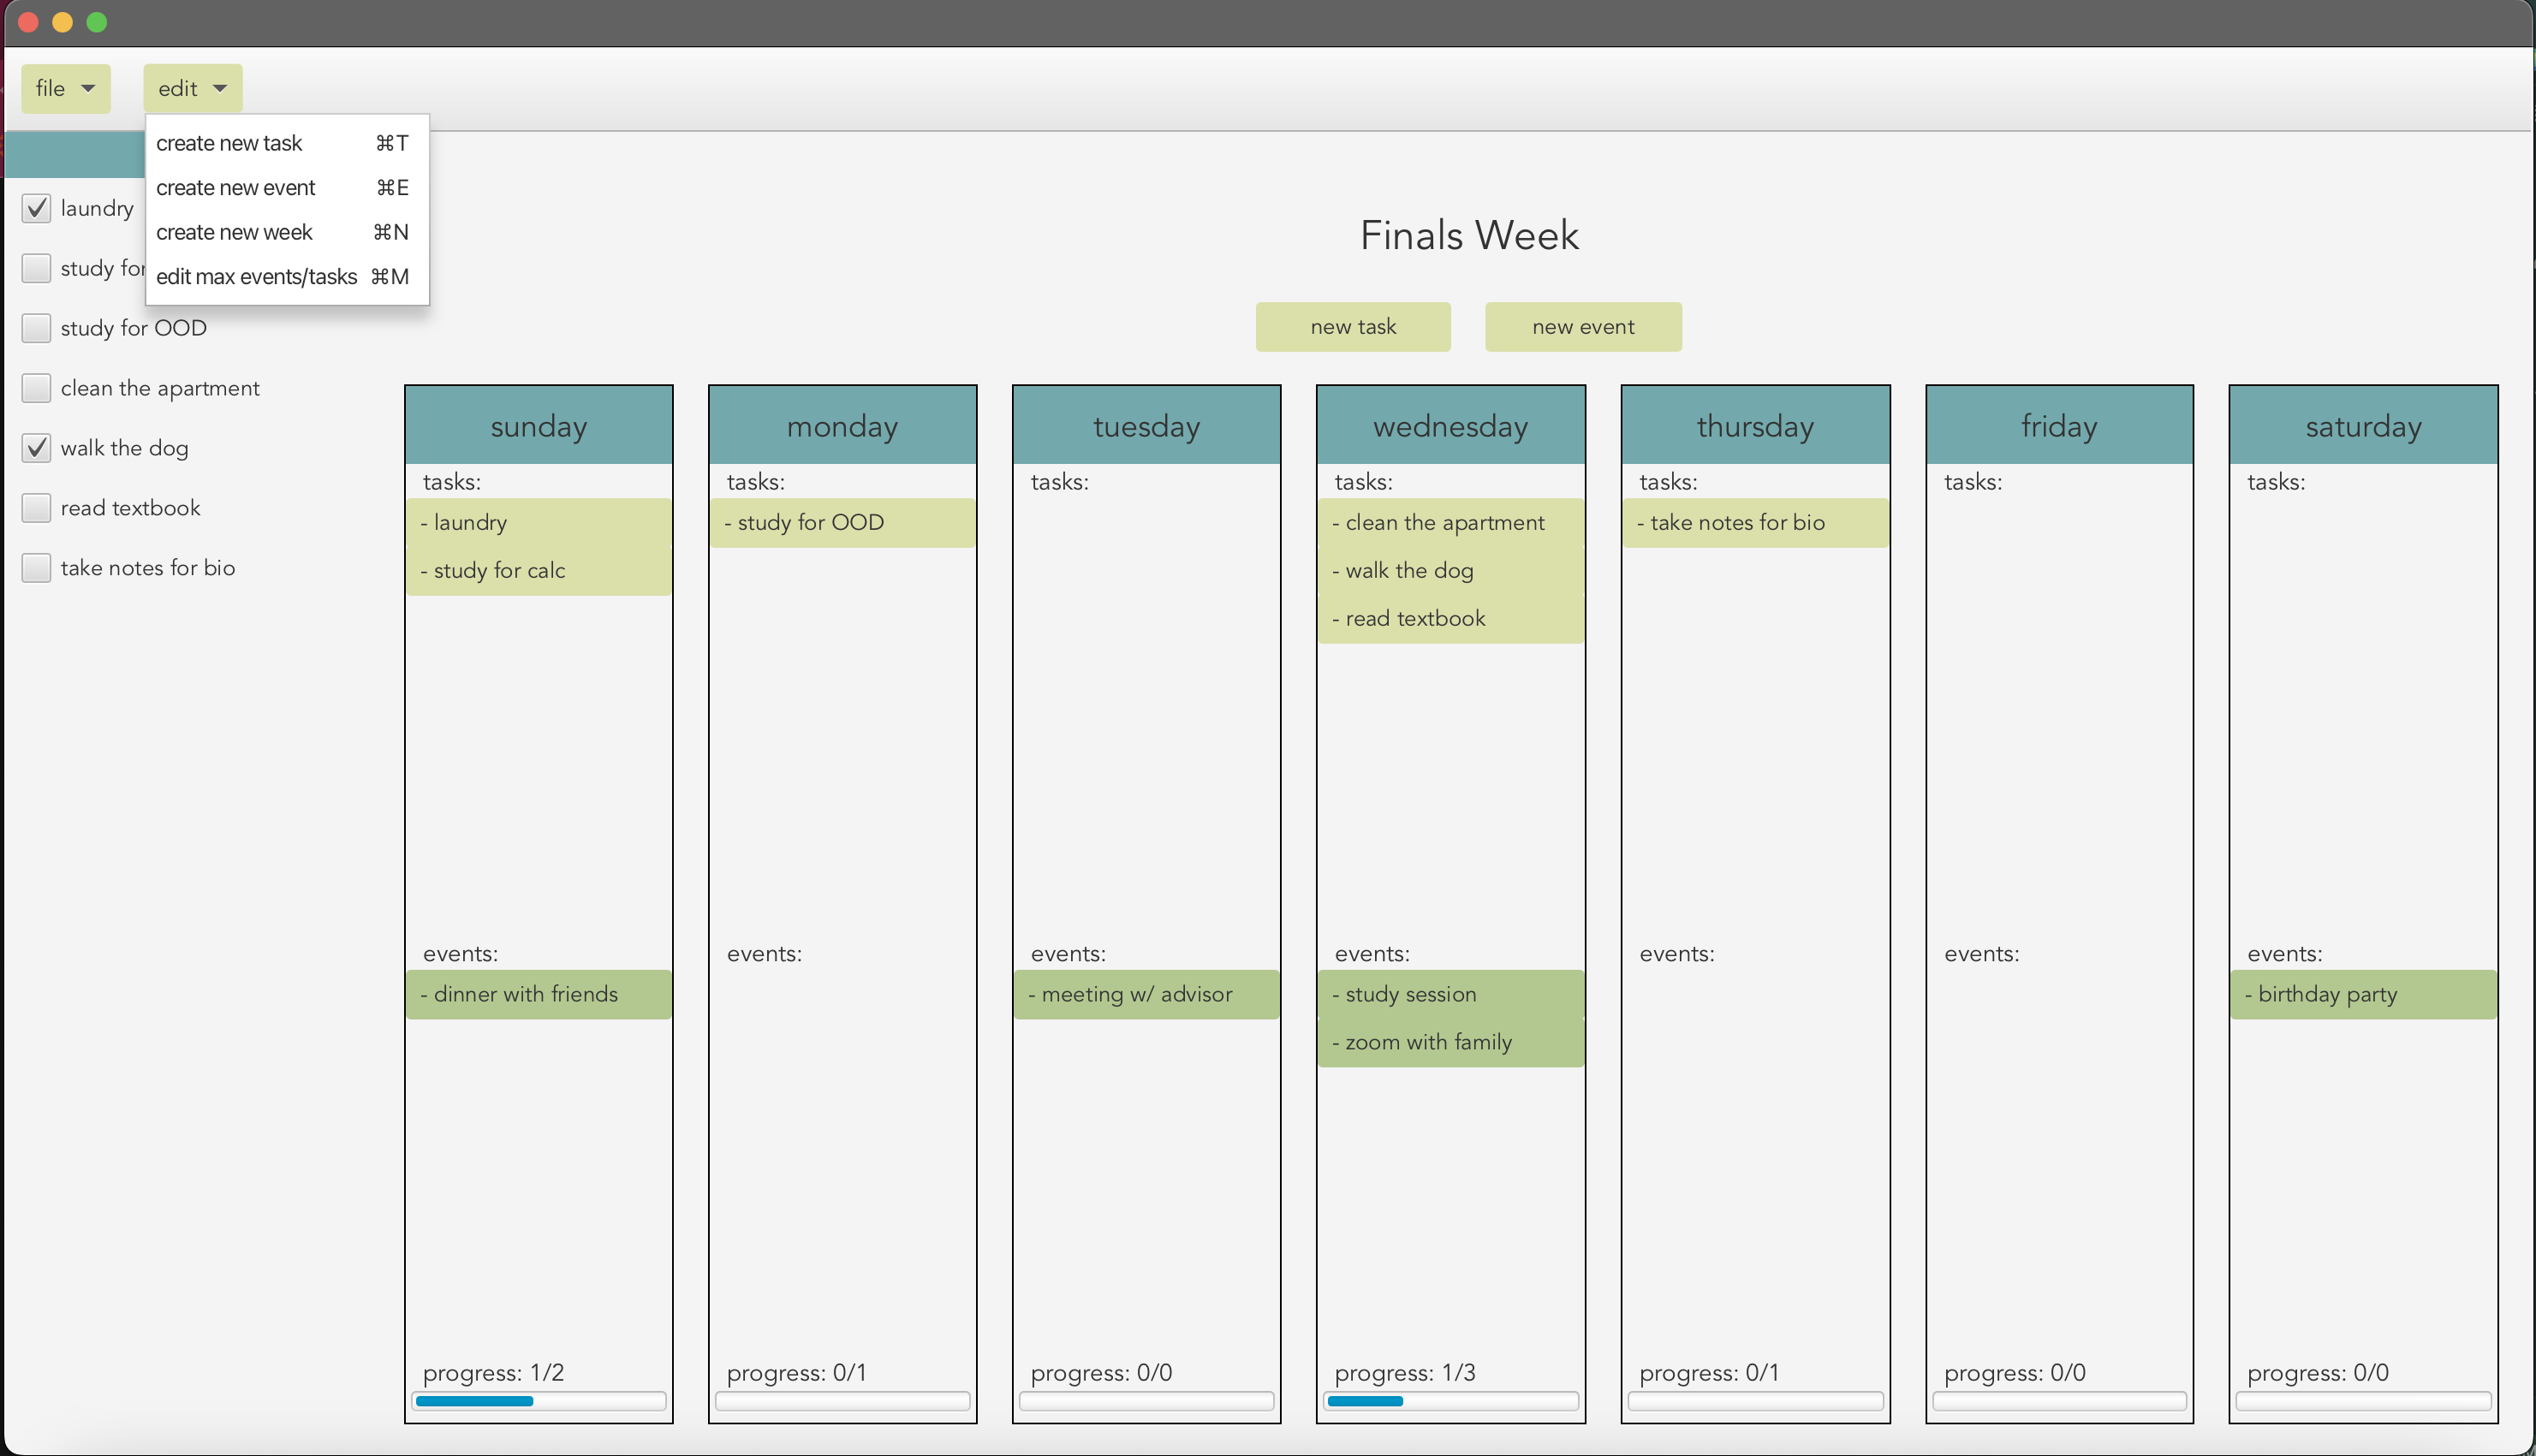 file
edit
create new task ⌘T
create new event ⌘E
create new week ⌘N
edit max events/tasks ⌘M
laundry
study for
study for OOD
clean the apartment
walk the dog
read textbook
take notes for bio
Finals Week
new task
new event
sunday
tasks:
- laundry
- study for calc
events:
- dinner with friends
progress: 1/2
monday
tasks:
- study for OOD
events:
progress: 0/1
tuesday
tasks:
events:
- meeting w/ advisor
progress: 0/0
wednesday
tasks:
- clean the apartment
- walk the dog
- read textbook
events:
- study session
- zoom with family
progress: 1/3
thursday
tasks:
- take notes for bio
events:
progress: 0/1
friday
tasks:
events:
progress: 0/0
saturday
tasks:
events:
- birthday party
progress: 0/0